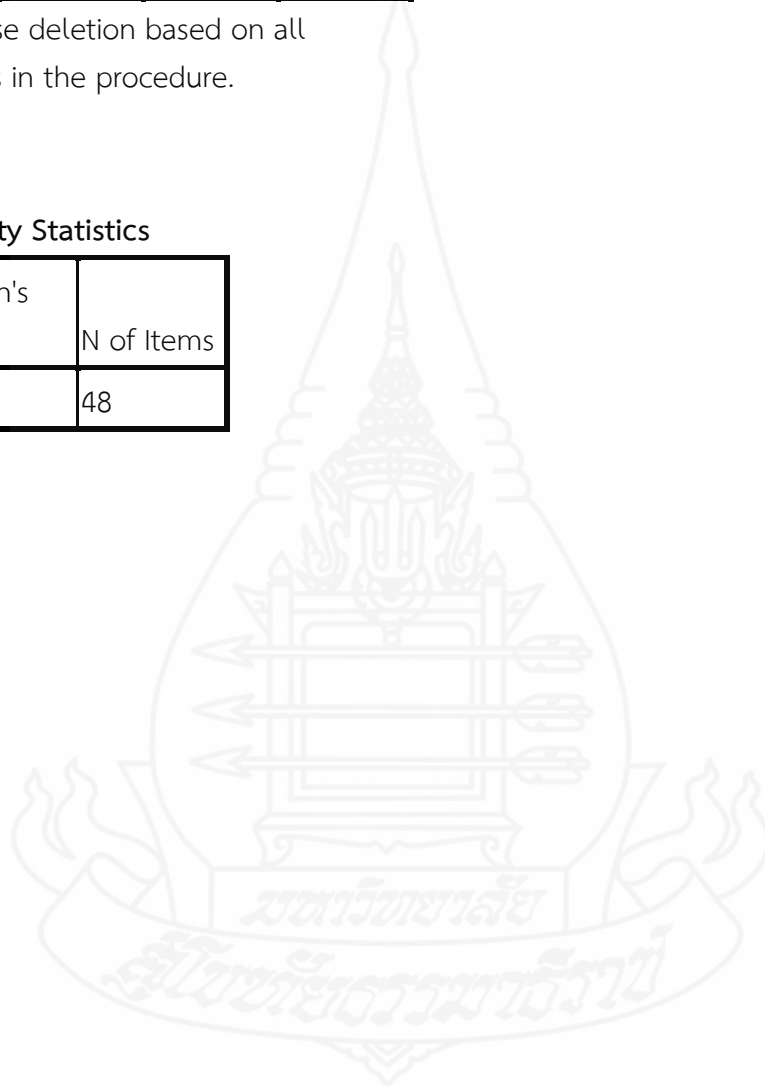 se deletion based on all
s in the procedure.
ty Statistics
n's
N of Items
48
มหาวิทยาลัย
สุโขทัยธรรมาธิราช